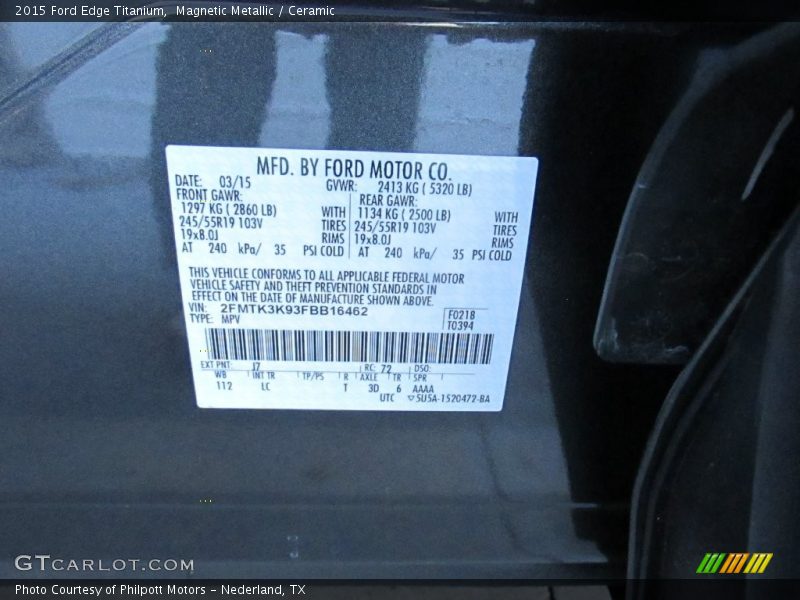 2015 Ford Edge Titanium, Magnetic Metallic / Ceramic
MFD. BY FORD MOTOR CO.
DATE: 03/15 GVWR: 2413 KG ( 5320 LB)
FRONT GAWR: REAR GAWR:
1297 KG ( 2860 LB) WITH 1134 KG ( 2500 LB) WITH
245/55R19 103V TIRES 245/55R19 103V TIRES
19x8.0J RIMS 19x8.0J RIMS
AT 240 kPa/ 35 PSI COLD AT 240 kPa/ 35 PSI COLD
THIS VEHICLE CONFORMS TO ALL APPLICABLE FEDERAL MOTOR
VEHICLE SAFETY AND THEFT PREVENTION STANDARDS IN
EFFECT ON THE DATE OF MANUFACTURE SHOWN ABOVE.
VIN: 2FMTK3K93FBB16462 F0218
TYPE: MPV T0394
EXT PNT: J7 RC: 72 DSO:
WB INT TR TP/PS R AXLE TR SPR
112 LC T 3D 6 AAAA
UTC ▽5U5A-1520472-BA
GTCARLOT.COM
Photo Courtesy of Philpott Motors - Nederland, TX